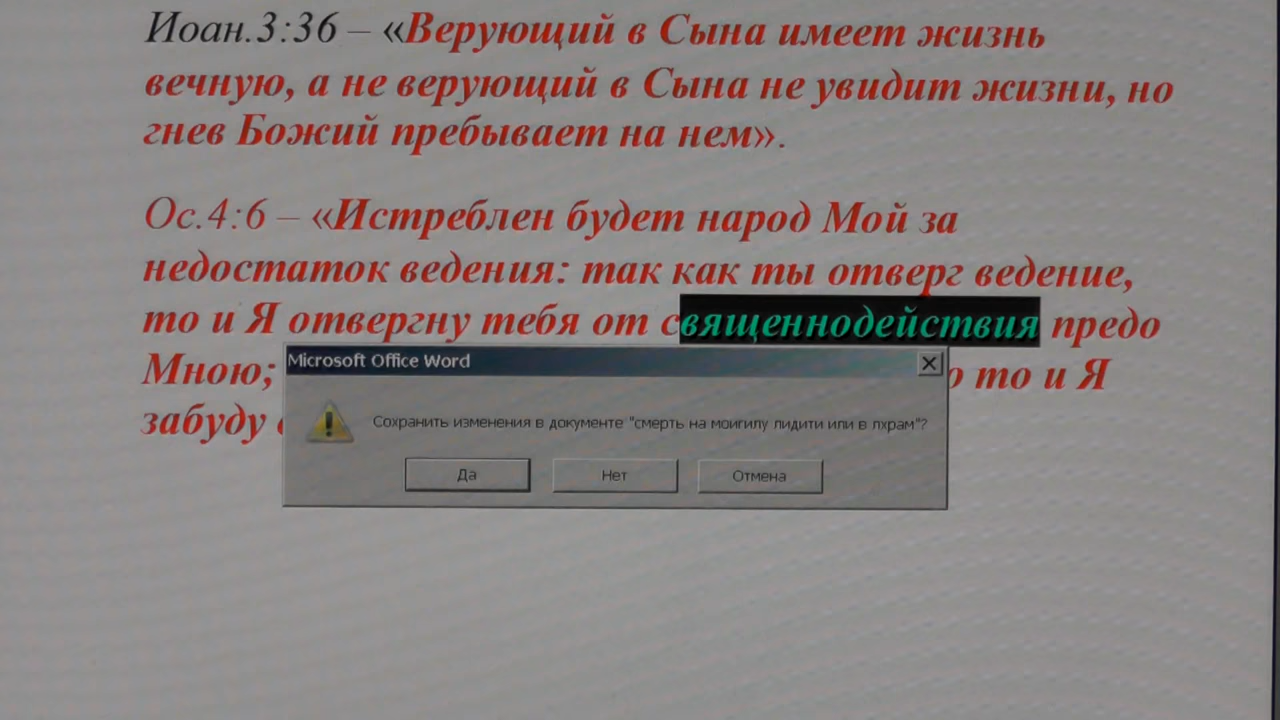 Иоан.3:36 – «Верующий в Сына имеет жизнь
вечную, а не верующий в Сына не увидит жизни, но
гнев Божий пребывает на нем».
Ос.4:6 – «Истреблен будет народ Мой за
недостаток ведения: так как ты отверг ведение,
то и Я отвергну тебя от священнодействия предо
Мною; то и Я
забуду
Microsoft Office Word
Сохранить изменения в документе "смерть на моигилу лидити или в лхрам"?
Да Нет Отмена